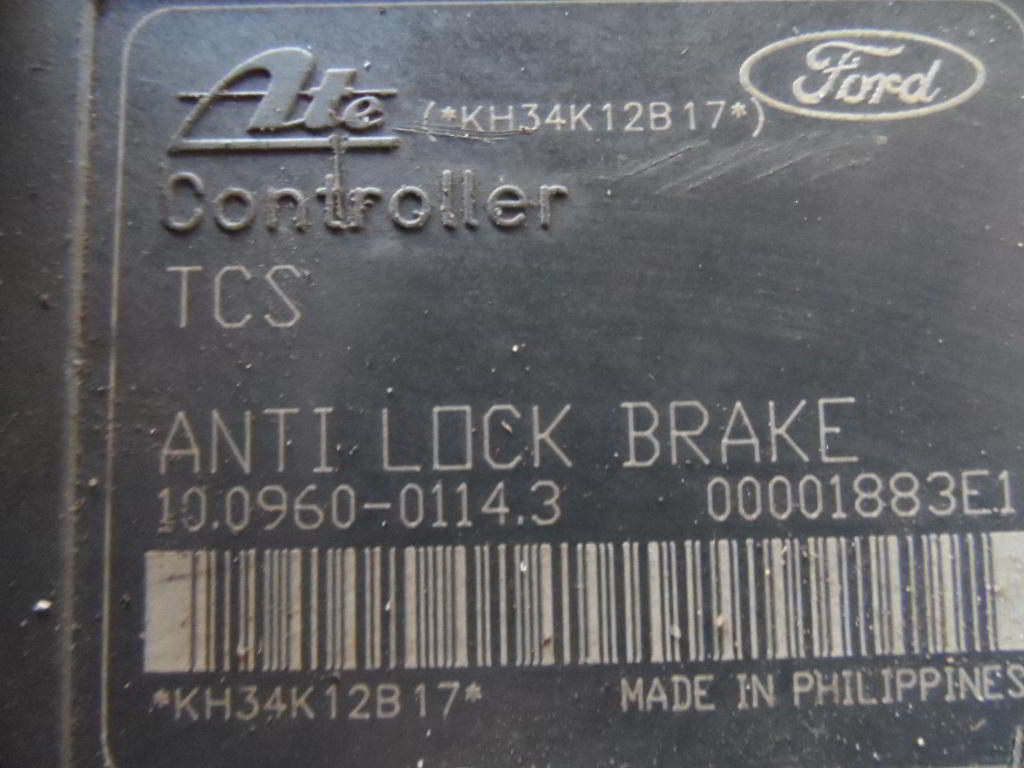 Ate (*KH34K12B17*) Ford
Controller
TCS
ANTI LOCK BRAKE
10.0960-0114.3 00001883E1
*KH34K12B17*
MADE IN PHILIPPINES